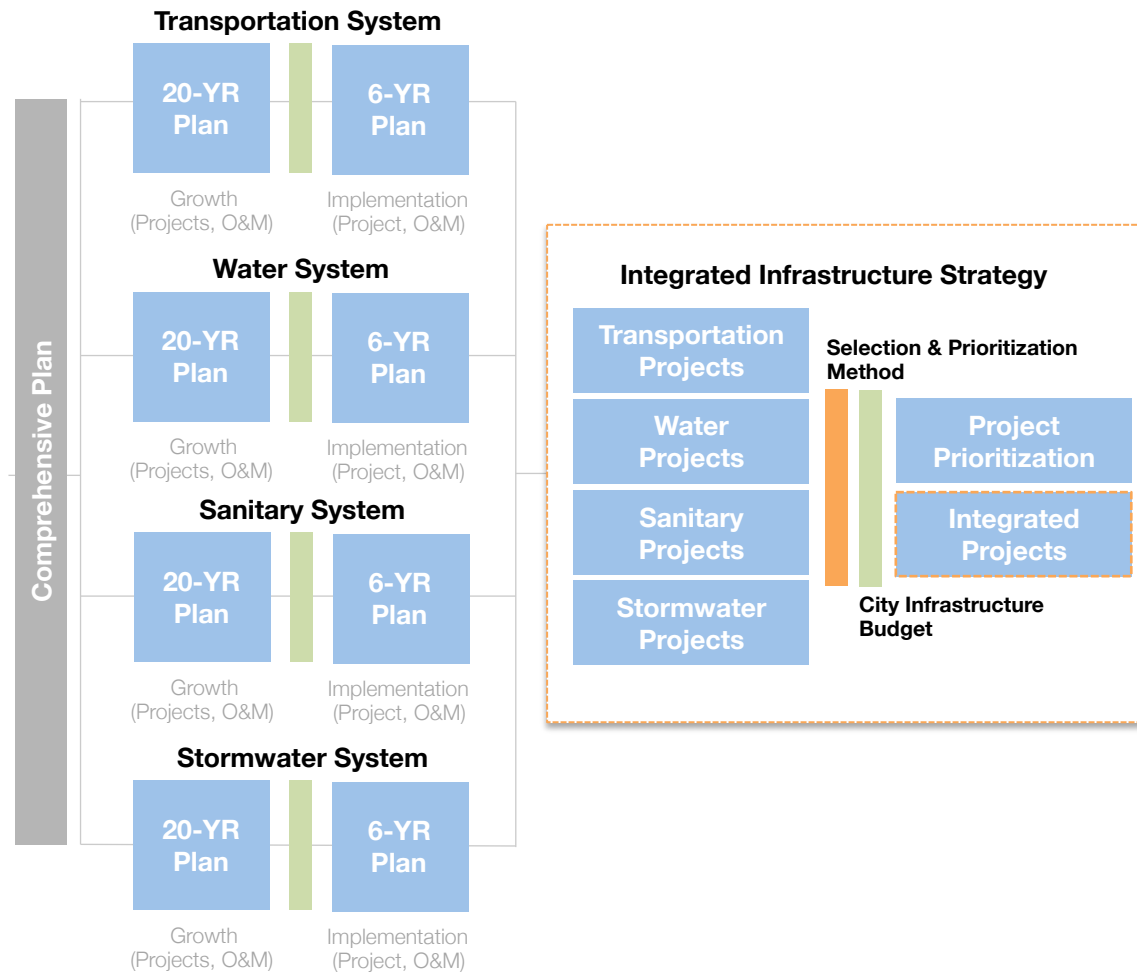 Comprehensive Plan
Transportation System
20-YR
Plan
6-YR
Plan
Growth
(Projects, O&M)
Implementation
(Project, O&M)
Water System
20-YR
Plan
6-YR
Plan
Growth
(Projects, O&M)
Implementation
(Project, O&M)
Sanitary System
20-YR
Plan
6-YR
Plan
Growth
(Projects, O&M)
Implementation
(Project, O&M)
Stormwater System
20-YR
Plan
6-YR
Plan
Growth
(Projects, O&M)
Implementation
(Project, O&M)
Integrated Infrastructure Strategy
Transportation
Projects
Water
Projects
Sanitary
Projects
Stormwater
Projects
Selection & Prioritization
Method
Project
Prioritization
Integrated
Projects
City Infrastructure
Budget